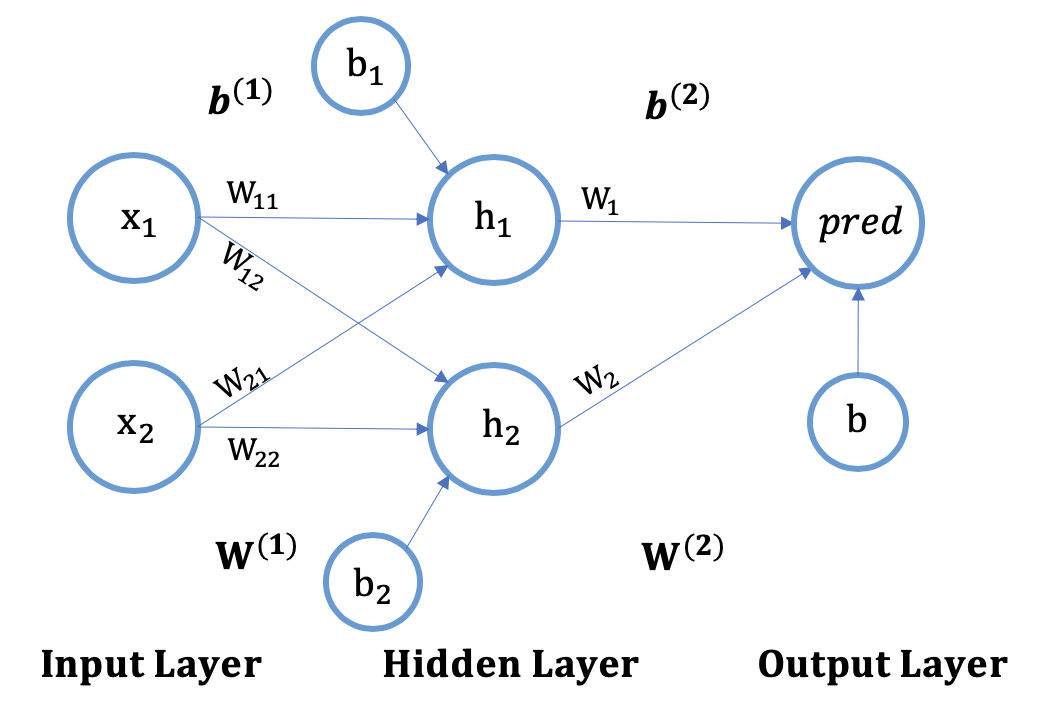 b₁
b⁽¹⁾
b⁽²⁾
x₁
W₁₁
h₁
W₁
pred
W₁₂
W₂₁
W₂
x₂
W₂₂
h₂
b
W⁽¹⁾
W⁽²⁾
b₂
Input Layer
Hidden Layer
Output Layer